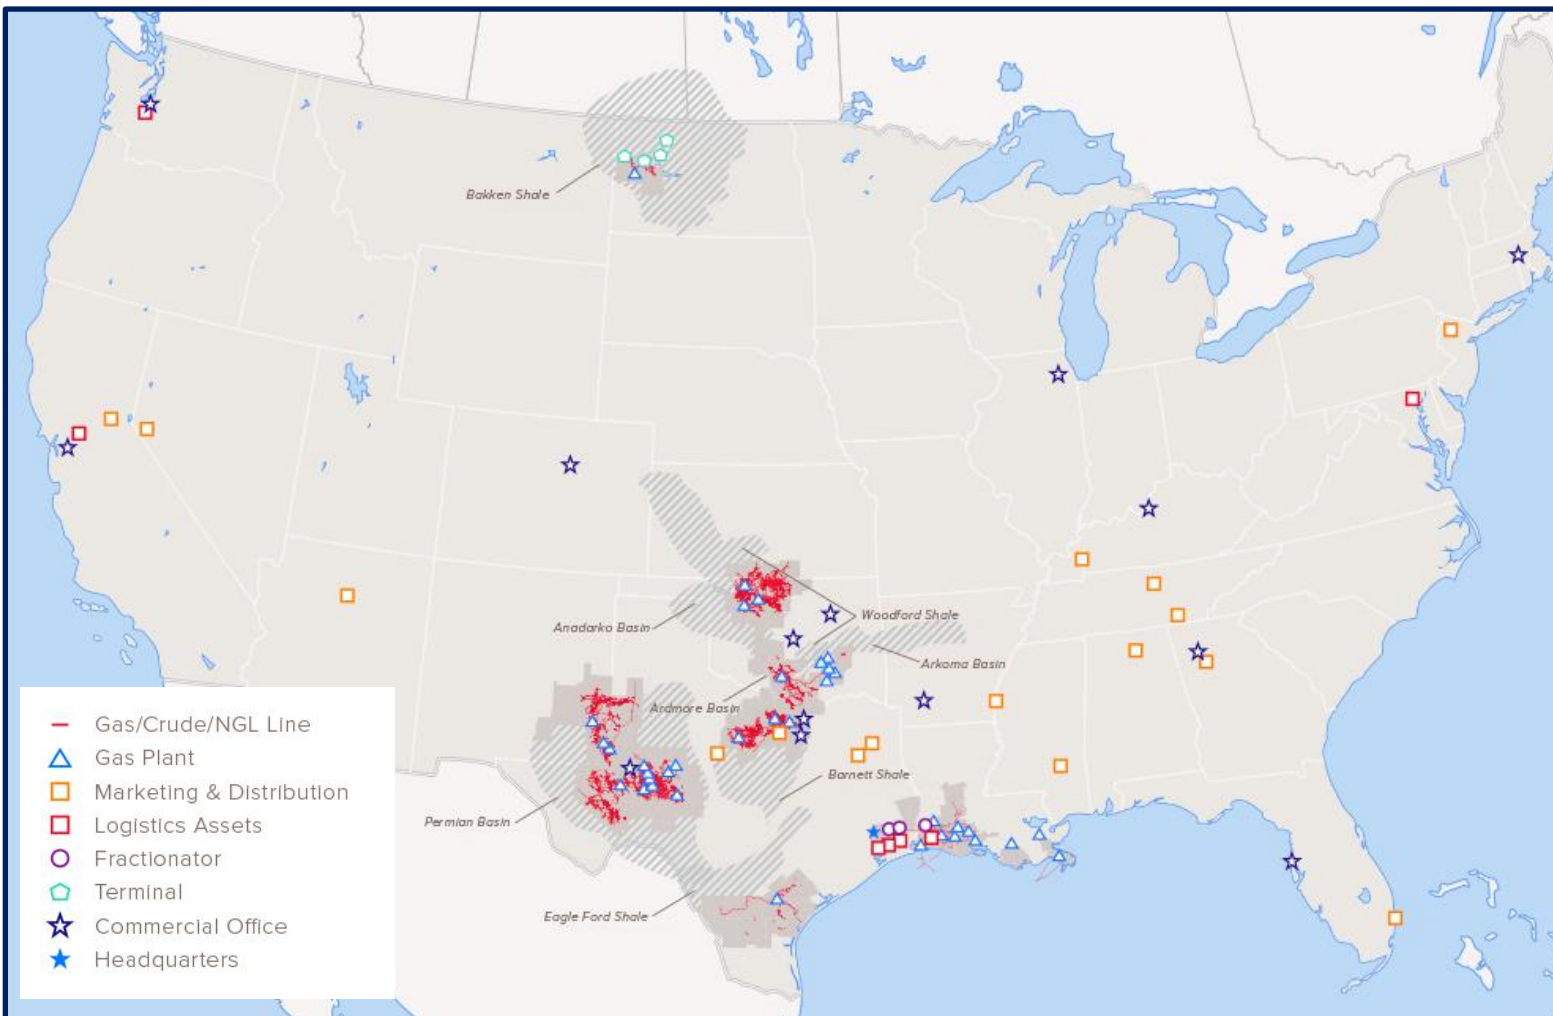 Bakken Shale
Woodford Shale
Anadarko Basin
Arkoma Basin
Ardmore Basin
Barnett Shale
Permian Basin
Eagle Ford Shale
Gas/Crude/NGL Line
Gas Plant
Marketing & Distribution
Logistics Assets
Fractionator
Terminal
Commercial Office
Headquarters